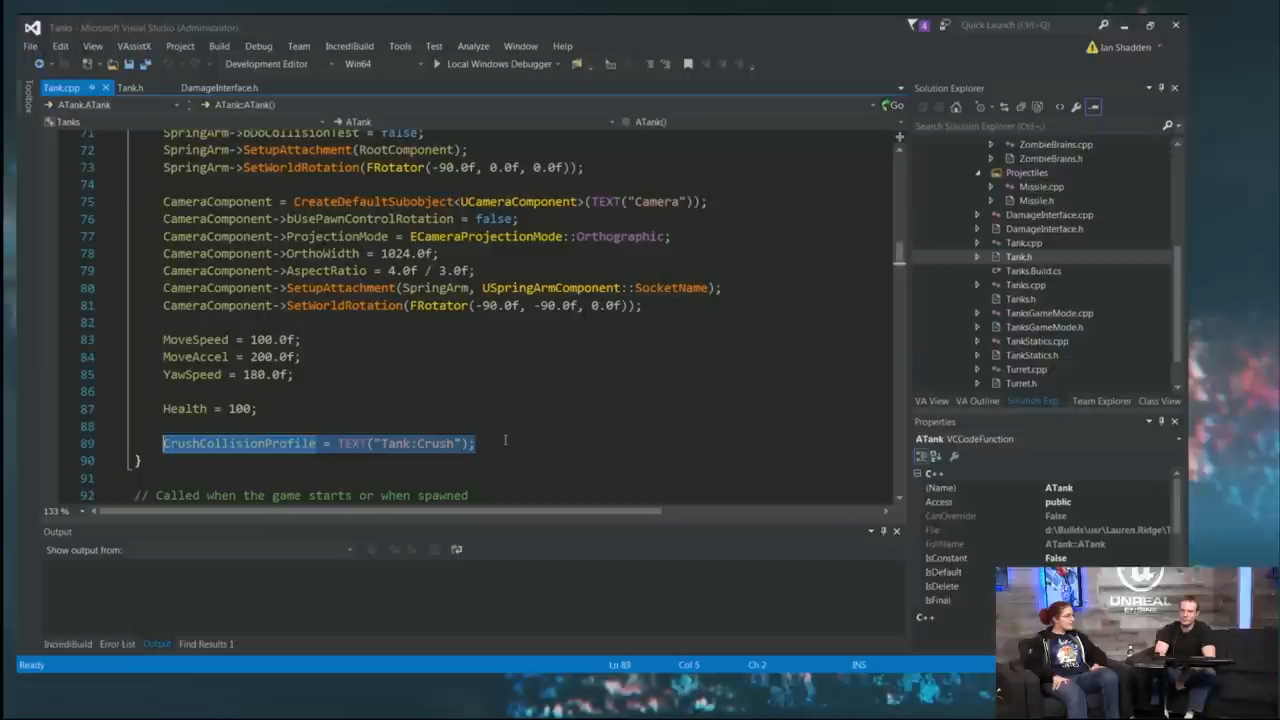 Tanks - Microsoft Visual Studio (Administrator)
4
Quick Launch (Ctrl+Q)
File Edit View VAssistX Project Build Debug Team IncrediBuild Tools Test Analyze Window Help
Ian Shadden
Development Editor Win64 Local Windows Debugger
Toolbox
Tank.cpp Tank.h DamageInterface.h
ATank.ATank ATank::ATank() Go
Tanks ATank ATank()
71 SpringArm->bDoCollisionTest = false;
72 SpringArm->SetupAttachment(RootComponent);
73 SpringArm->SetWorldRotation(FRotator(-90.0f, 0.0f, 0.0f));
74
75 CameraComponent = CreateDefaultSubobject<UCameraComponent>(TEXT("Camera"));
76 CameraComponent->bUsePawnControlRotation = false;
77 CameraComponent->ProjectionMode = ECameraProjectionMode::Orthographic;
78 CameraComponent->OrthoWidth = 1024.0f;
79 CameraComponent->AspectRatio = 4.0f / 3.0f;
80 CameraComponent->SetupAttachment(SpringArm, USpringArmComponent::SocketName);
81 CameraComponent->SetWorldRotation(FRotator(-90.0f, -90.0f, 0.0f));
82
83 MoveSpeed = 100.0f;
84 MoveAccel = 200.0f;
85 YawSpeed = 180.0f;
86
87 Health = 100;
88
89 CrushCollisionProfile = TEXT("Tank:Crush");
90 }
91
92 // Called when the game starts or when spawned
133 %
Output
Show output from:
IncrediBuild Error List Output Find Results 1
Ready Ln 89 Col 5 Ch 2 INS
Solution Explorer
Search Solution Explorer (Ctrl+;)
ZombieBrains.cpp
ZombieBrains.h
Projectiles
Missile.cpp
Missile.h
DamageInterface.cpp
DamageInterface.h
Tank.cpp
Tank.h
Tanks.Build.cs
Tanks.cpp
Tanks.h
TanksGameMode.cpp
TanksGameMode.h
TankStatics.cpp
TankStatics.h
Turret.cpp
Turret.h
VA View VA Outline Solution Exp... Team Explorer Class View
Properties
ATank VCCodeFunction
C++
(Name) ATank
Access public
CanOverride False
File d:\Builds\usr\Lauren.Ridge\T
FullName ATank::ATank
IsConstant False
IsDefault
IsDelete
IsFinal
C++
UNREAL
ENGINE